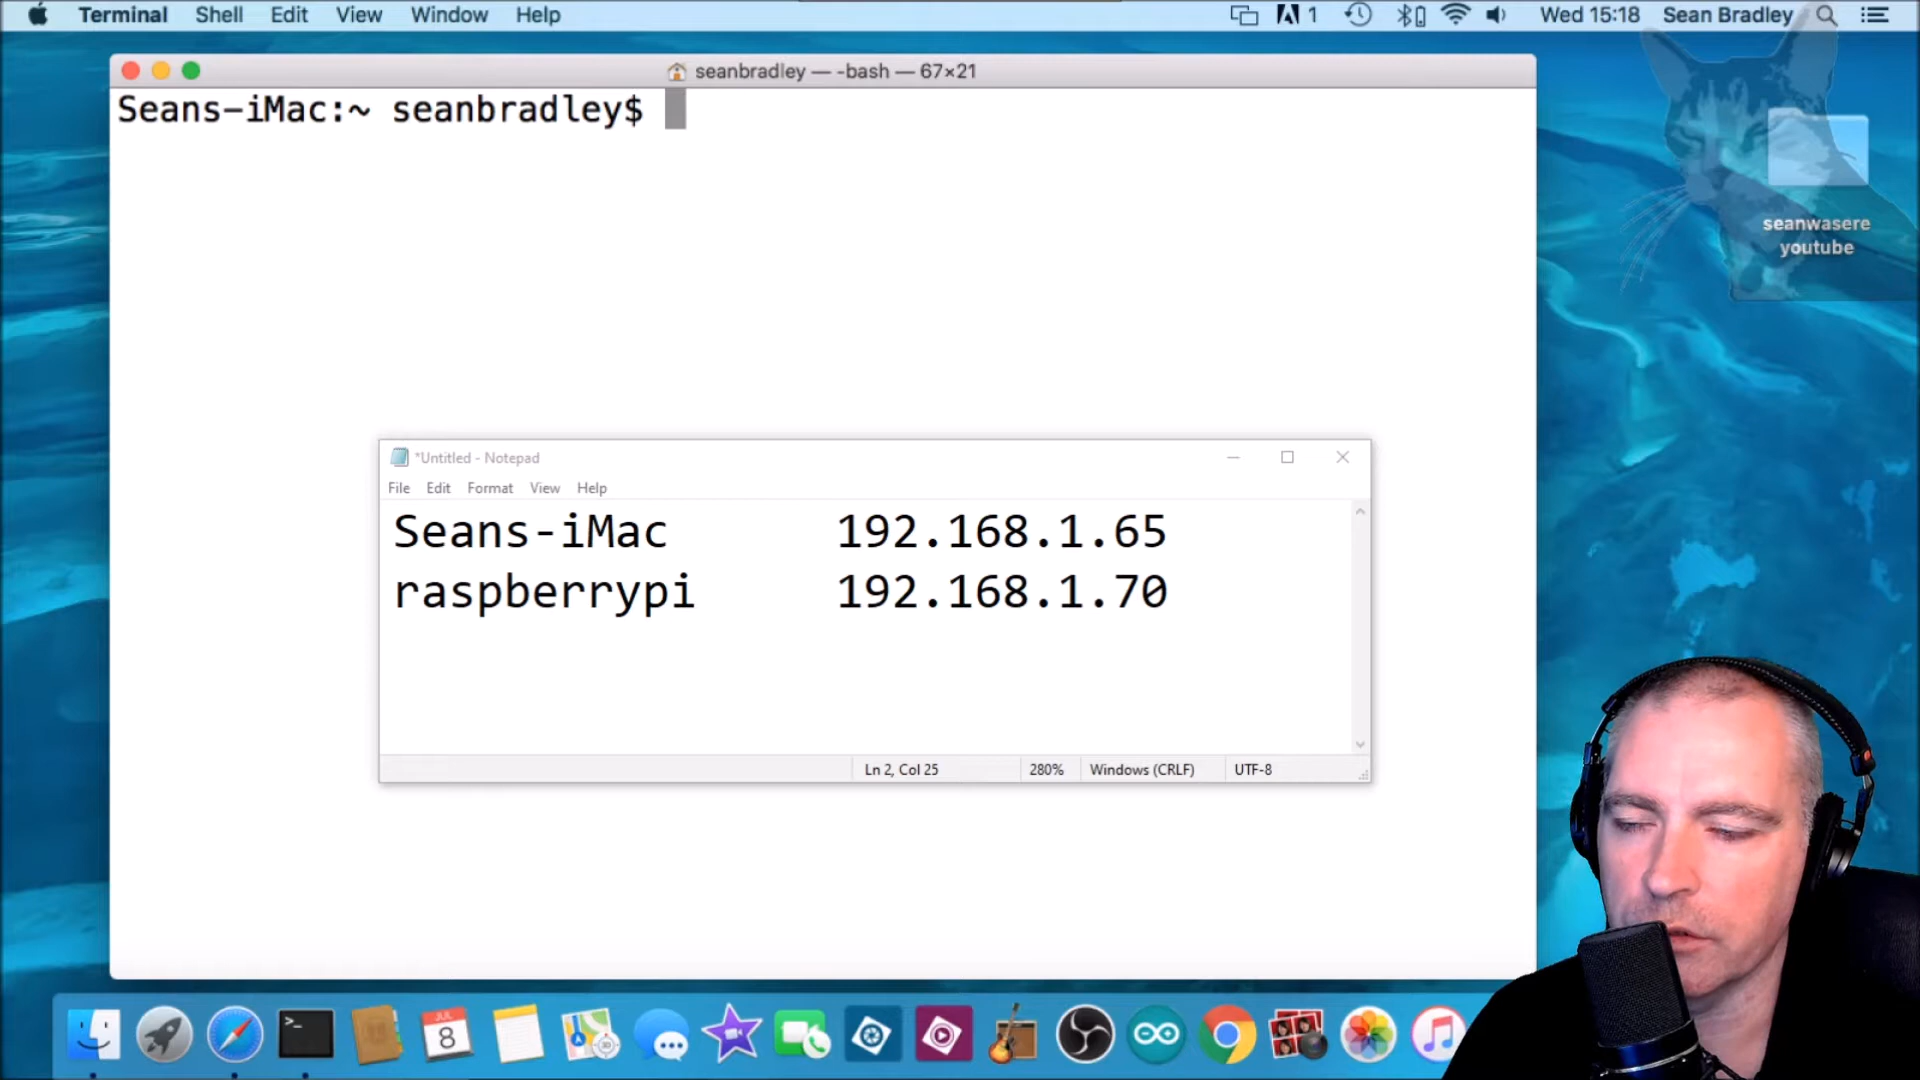 Terminal Shell Edit View Window Help 1 Wed 15:18 Sean Bradley
seanbradley — -bash — 67×21
Seans-iMac:~ seanbradley$
seanwasere
youtube
*Untitled - Notepad
File Edit Format View Help
Seans-iMac 192.168.1.65
raspberrypi 192.168.1.70
Ln 2, Col 25 280% Windows (CRLF) UTF-8
JUL
8